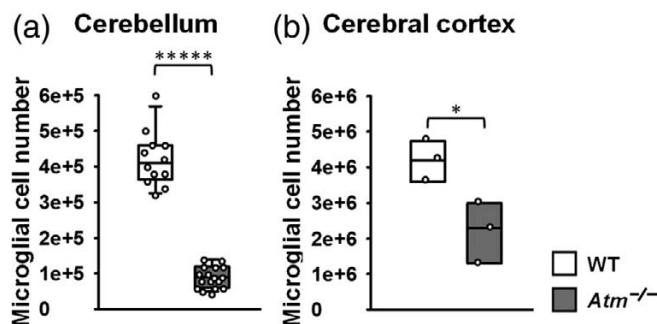 (a) Cerebellum
*****
Microglial cell number
6e+5
5e+5
4e+5
3e+5
2e+5
1e+5
0
(b) Cerebral cortex
*
Microglial cell number
6e+6
5e+6
4e+6
3e+6
2e+6
1e+6
0
WT
Atm−/−